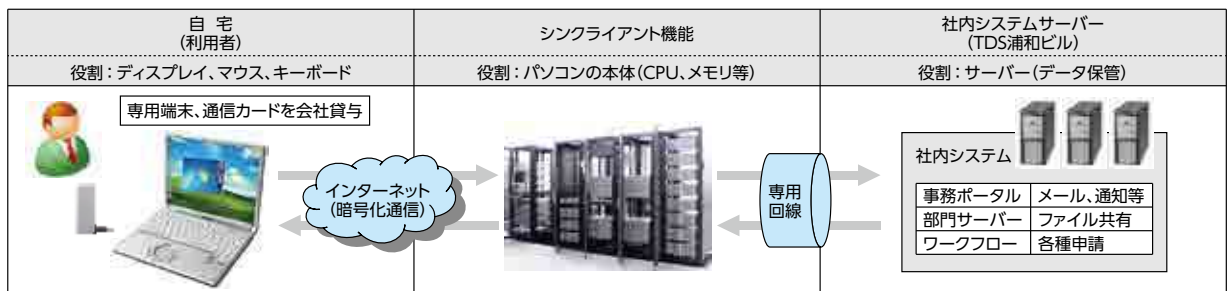 自 宅
(利用者)
シンクライアント機能
社内システムサーバー
(TDS浦和ビル)
役割：ディスプレイ、マウス、キーボード
役割：パソコンの本体(CPU、メモリ等)
役割：サーバー(データ保管)
専用端末、通信カードを会社貸与
インターネット
(暗号化通信)
専用
回線
社内システム
事務ポータル メール、通知等
部門サーバー ファイル共有
ワークフロー 各種申請